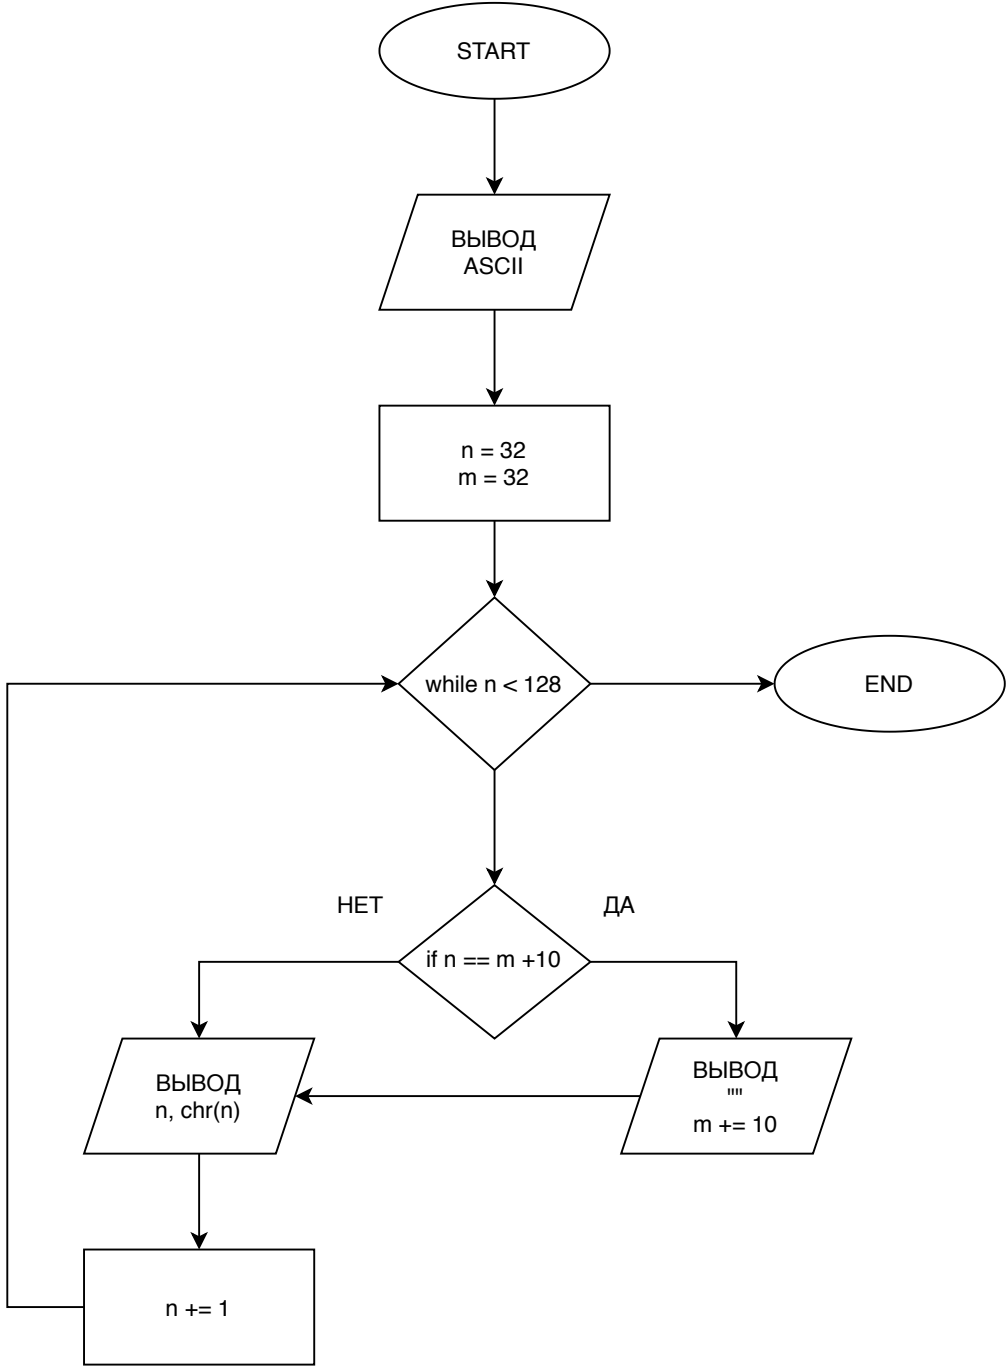 START
ВЫВОД
ASCII
n = 32
m = 32
while n < 128
END
НЕТ
ДА
if n == m +10
ВЫВОД
n, chr(n)
ВЫВОД
""
m += 10
n += 1